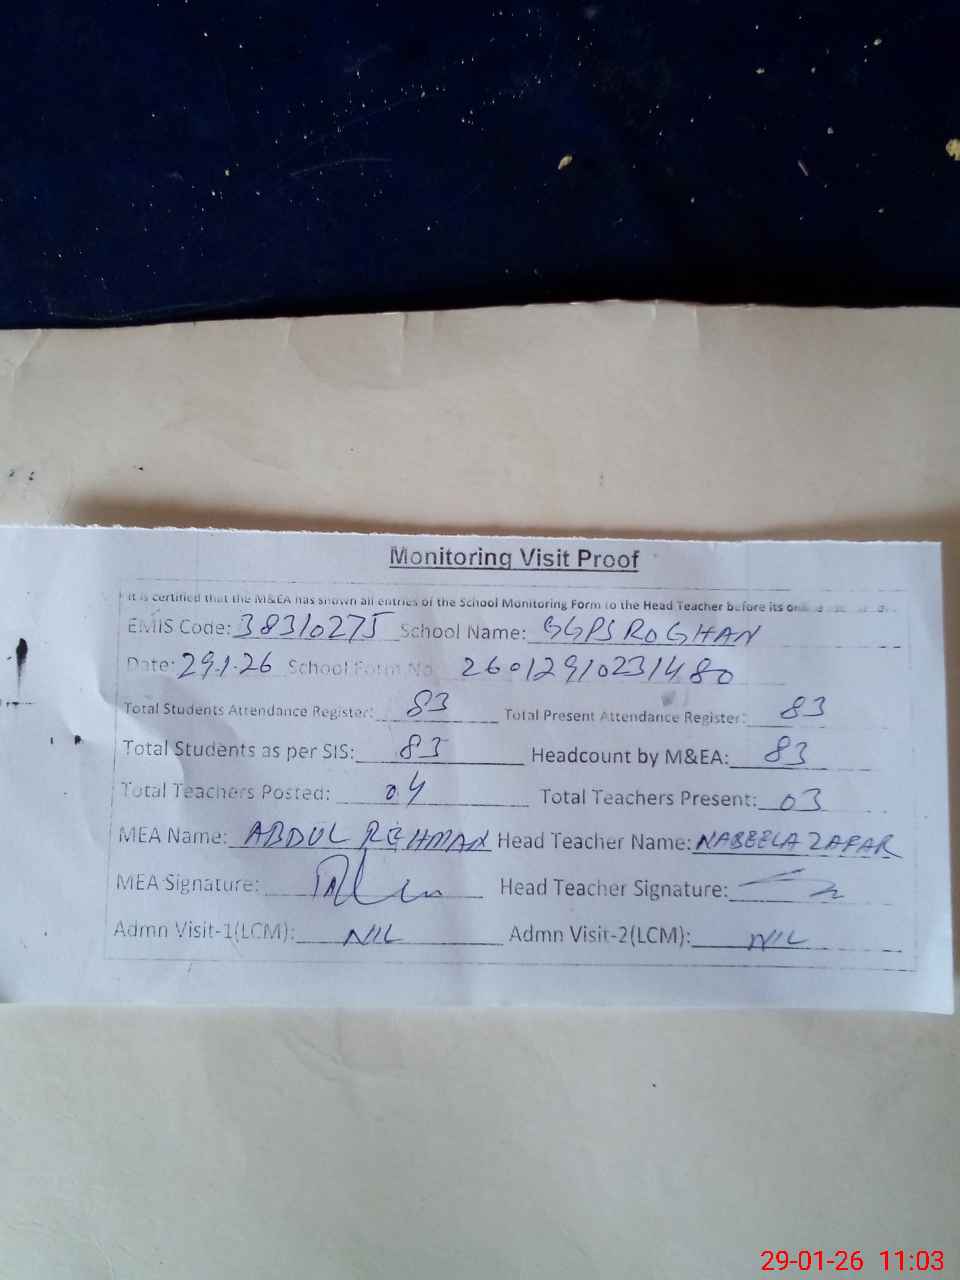 Monitoring Visit Proof
It is certified that the M&EA has shown all entries of the School Monitoring Form to the Head Teacher before its
EMIS Code: 38310275 School Name: GGPS ROGHAN
Date: 29.1.26 School Form No 26012910231480
Total Students Attendance Register: 83 Total Present Attendance Register: 83
Total Students as per SIS: 85 Headcount by M&EA: 83
Total Teachers Posted: 04 Total Teachers Present: 03
MEA Name: ABDUL REHMAN Head Teacher Name: NABEELA ZAFAR
MEA Signature: Head Teacher Signature:
Admn Visit-1(LCM): NIL Admn Visit-2(LCM): NIL
29-01-26 11:03